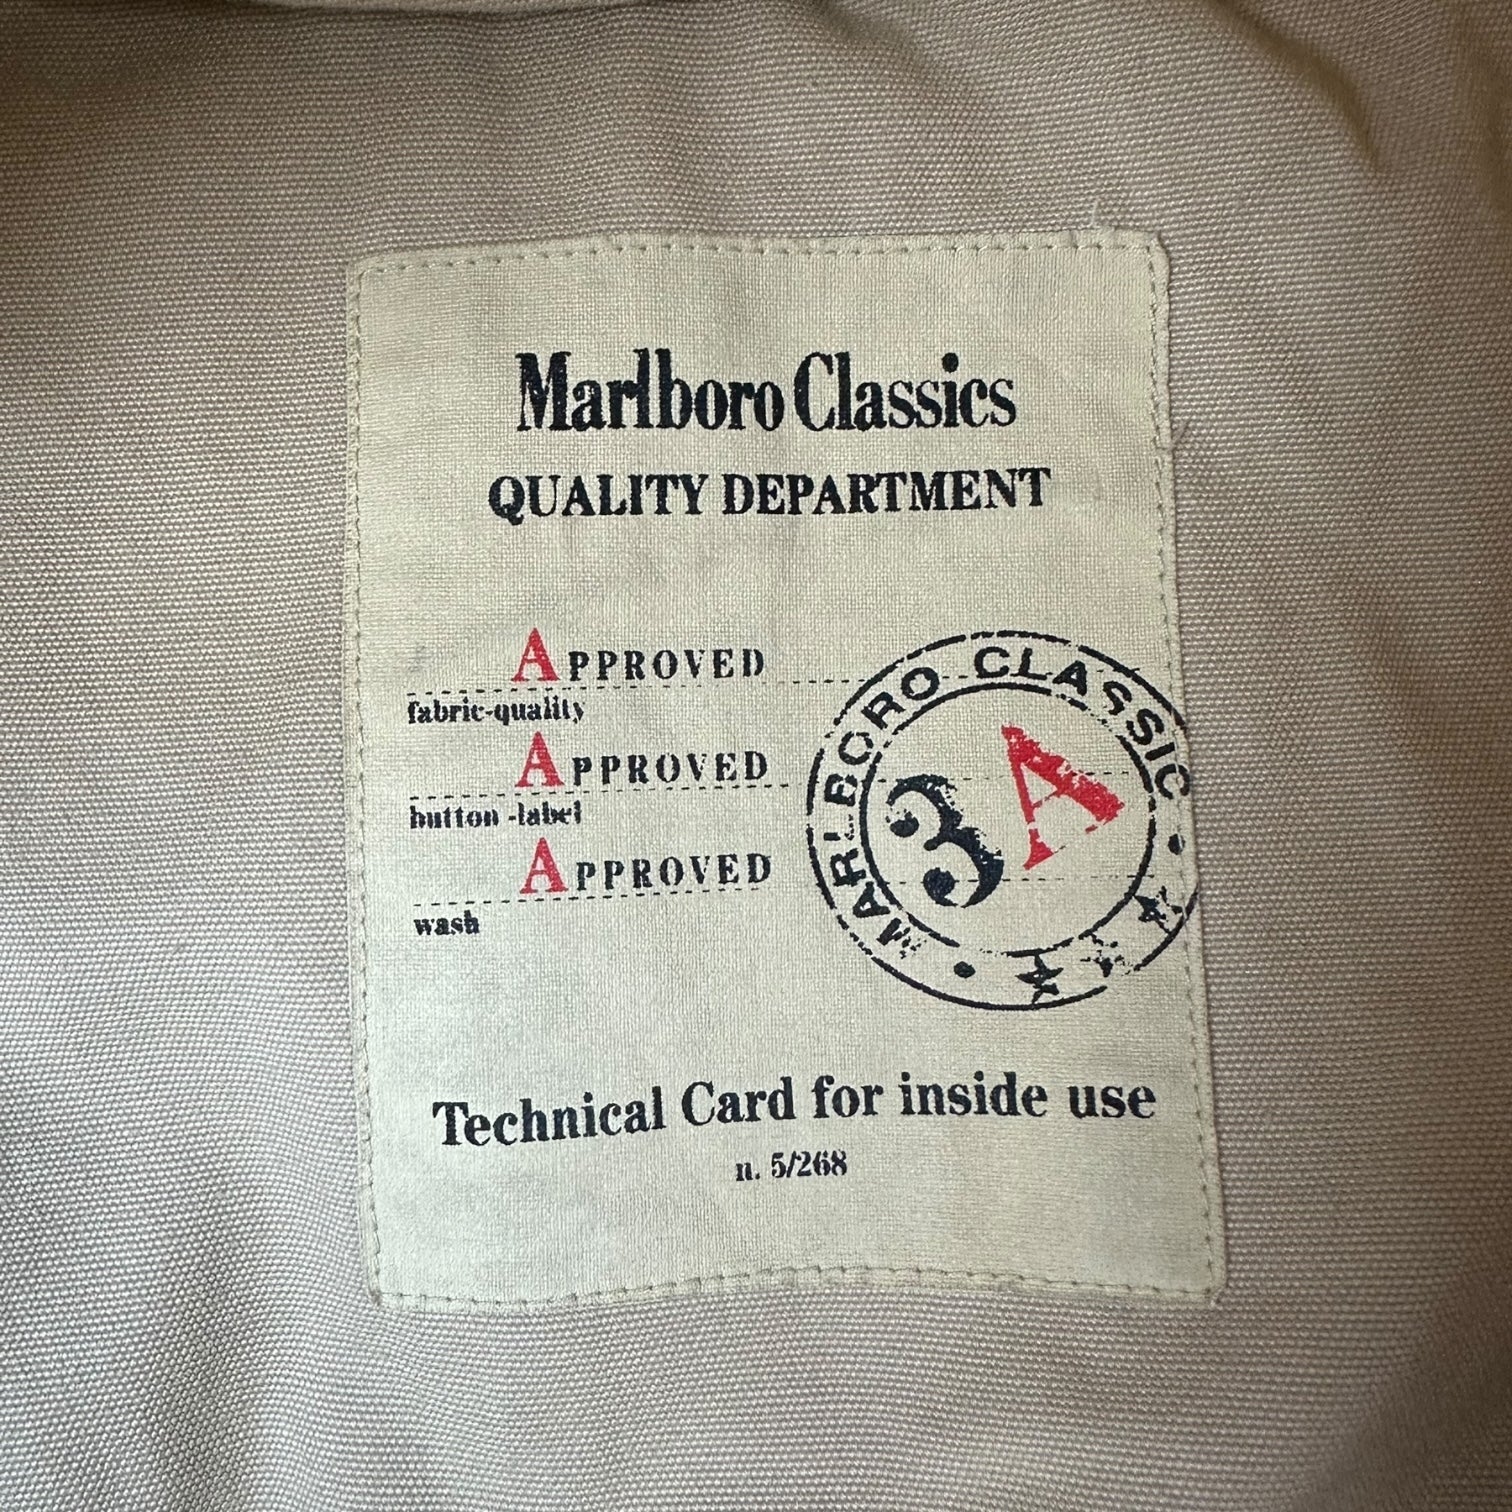 Marlboro Classics
QUALITY DEPARTMENT
APPROVED
fabric-quality
APPROVED
button -label
APPROVED
wash
MARLBORO CLASSIC
3A
Technical Card for inside use
n. 5/268